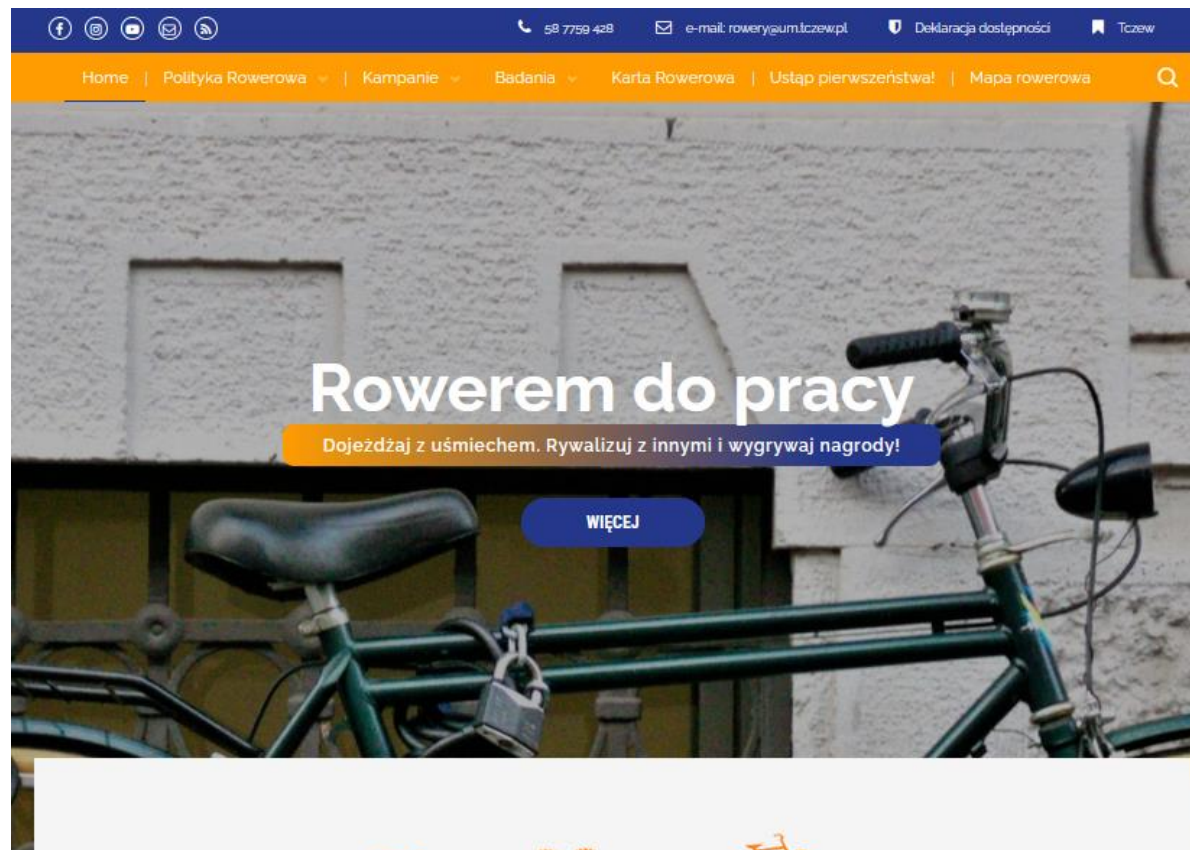 58 7759 428 e-mail: rowery@um.tczew.pl Deklaracja dostępności Tczew
Home | Polityka Rowerowa | Kampanie Badania Karta Rowerowa | Ustąp pierwszeństwa! | Mapa rowerowa
Rowerem do pracy
Dojeżdżaj z uśmiechem. Rywalizuj z innymi i wygrywaj nagrody!
WIĘCEJ